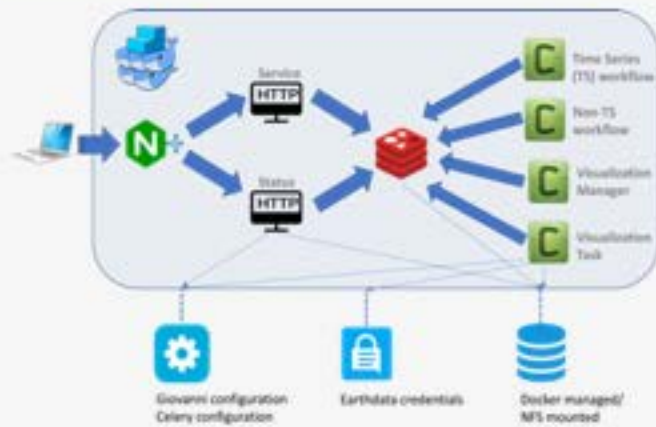 Service
HTTP
Status
HTTP
N
C
Time Series
(TS) workflow
C
Non-TS
workflow
C
Visualization
Manager
C
Visualization
Task
Giovanni configuration
Celery configuration
Earthdata credentials
Docker managed/
NFS mounted